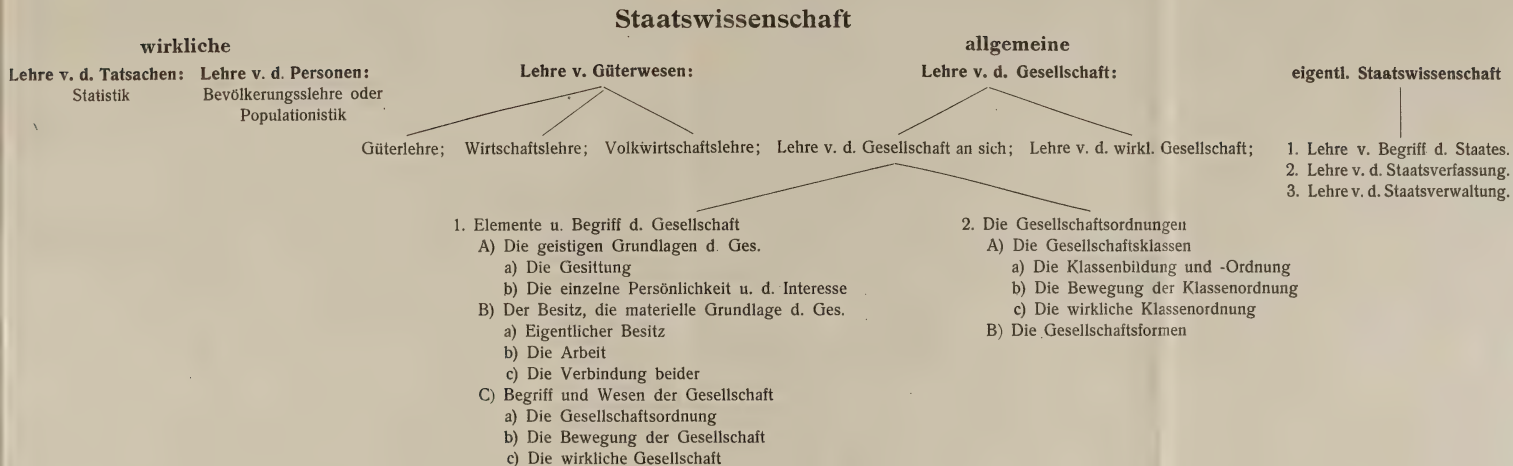 Staatswissenschaft
wirkliche
allgemeine
Lehre v. d. Tatsachen:
Statistik
Lehre v. d. Personen:
Bevölkerungsslehre oder
Populationistik
Lehre v. Güterwesen:
Lehre v. d. Gesellschaft:
eigentl. Staatswissenschaft
Güterlehre; Wirtschaftslehre; Volkwirtschaftslehre; Lehre v. d. Gesellschaft an sich; Lehre v. d. wirkl. Gesellschaft;
1. Lehre v. Begriff d. Staates.
2. Lehre v. d. Staatsverfassung.
3. Lehre v. d. Staatsverwaltung.
1. Elemente u. Begriff d. Gesellschaft
A) Die geistigen Grundlagen d. Ges.
a) Die Gesittung
b) Die einzelne Persönlichkeit u. d. Interesse
B) Der Besitz, die materielle Grundlage d. Ges.
a) Eigentlicher Besitz
b) Die Arbeit
c) Die Verbindung beider
C) Begriff und Wesen der Gesellschaft
a) Die Gesellschaftsordnung
b) Die Bewegung der Gesellschaft
c) Die wirkliche Gesellschaft
2. Die Gesellschaftsordnungen
A) Die Gesellschaftsklassen
a) Die Klassenbildung und -Ordnung
b) Die Bewegung der Klassenordnung
c) Die wirkliche Klassenordnung
B) Die Gesellschaftsformen